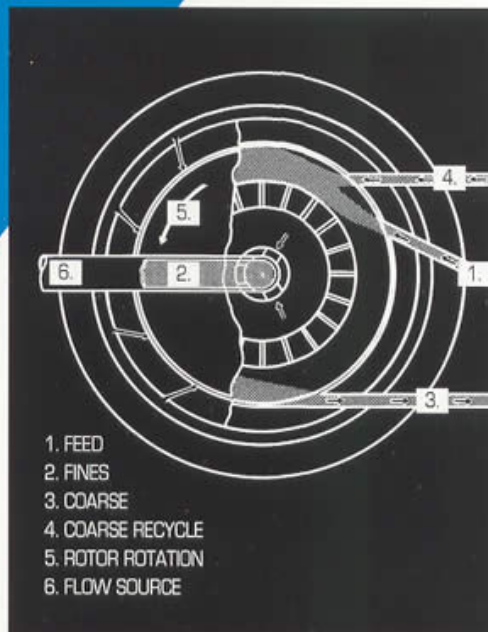 4.
5.
6.
2.
1.
3.
1. FEED
2. FINES
3. COARSE
4. COARSE RECYCLE
5. ROTOR ROTATION
6. FLOW SOURCE